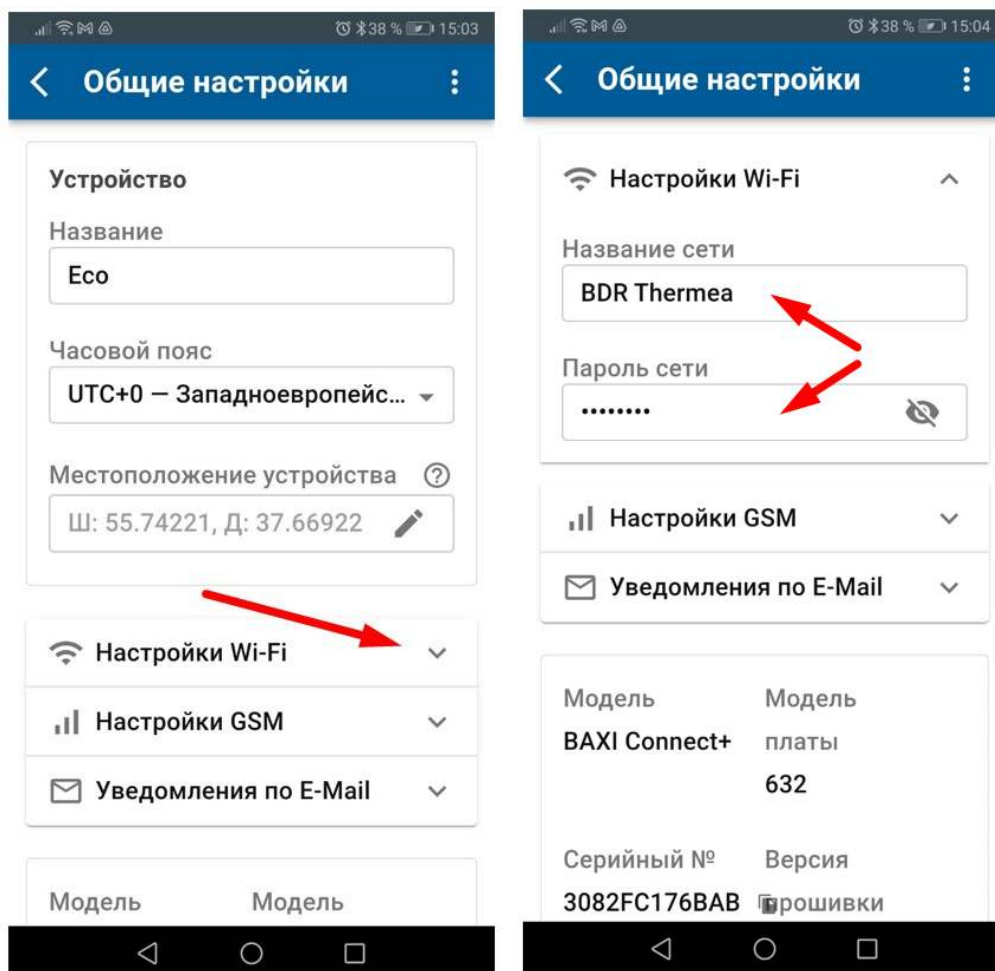 38 % 15:03
Общие настройки
Устройство
Название
Eco
Часовой пояс
UTC+0 — Западноевропейс...
Местоположение устройства
Ш: 55.74221, Д: 37.66922
Настройки Wi-Fi
Настройки GSM
Уведомления по E-Mail
Модель Модель
38 % 15:04
Общие настройки
Настройки Wi-Fi
Название сети
BDR Thermea
Пароль сети
••••••••
Настройки GSM
Уведомления по E-Mail
Модель Модель
BAXI Connect+ платы
632
Серийный № Версия
3082FC176BAB прошивки